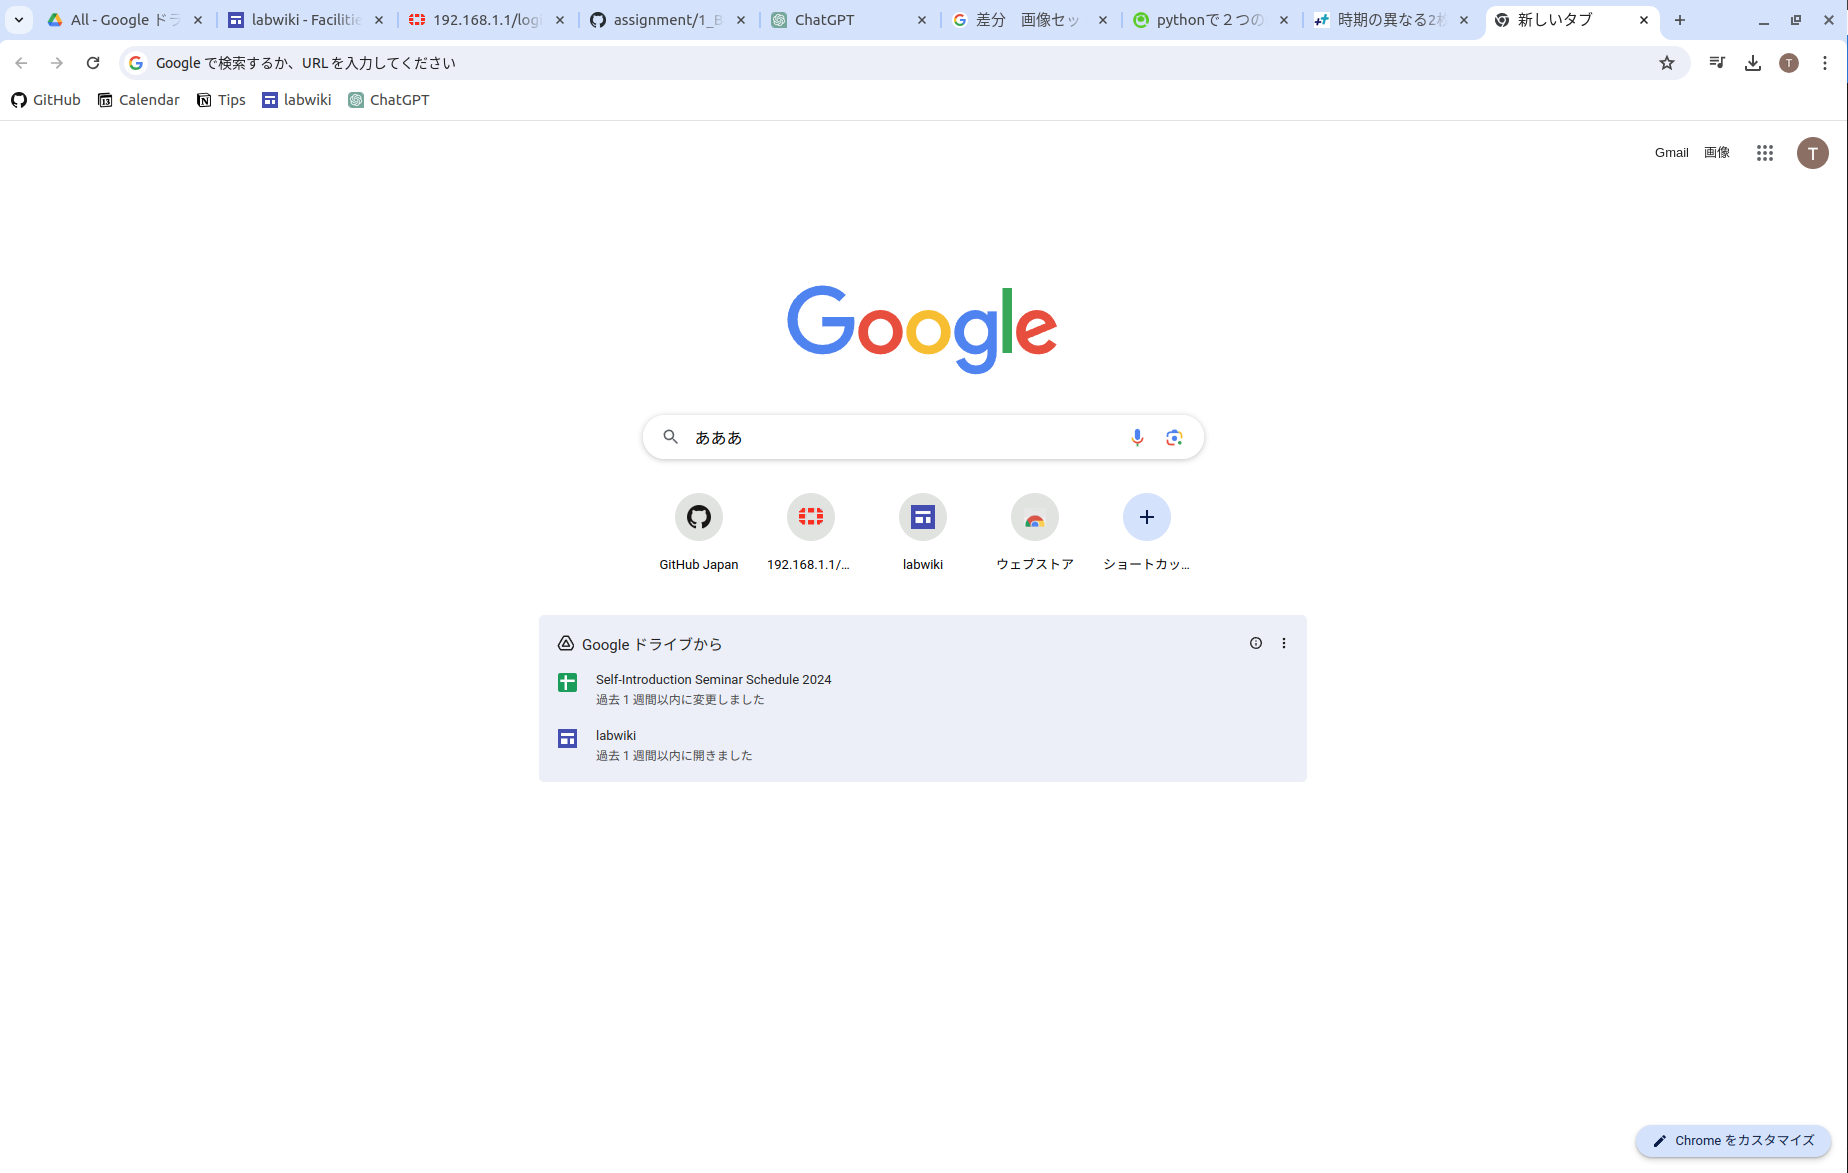 All - Google ドラ
labwiki - Facilitie
192.168.1.1/logi
assignment/1_B
ChatGPT
差分　画像セッ
pythonで２つの
時期の異なる2枚
新しいタブ
Google で検索するか、URL を入力してください
T
GitHub
Calendar
Tips
labwiki
ChatGPT
Gmail
画像
T
Google
あああ
GitHub Japan
192.168.1.1/...
labwiki
ウェブストア
ショートカッ...
Google ドライブから
Self-Introduction Seminar Schedule 2024
過去 1 週間以内に変更しました
labwiki
過去 1 週間以内に開きました
Chrome をカスタマイズ